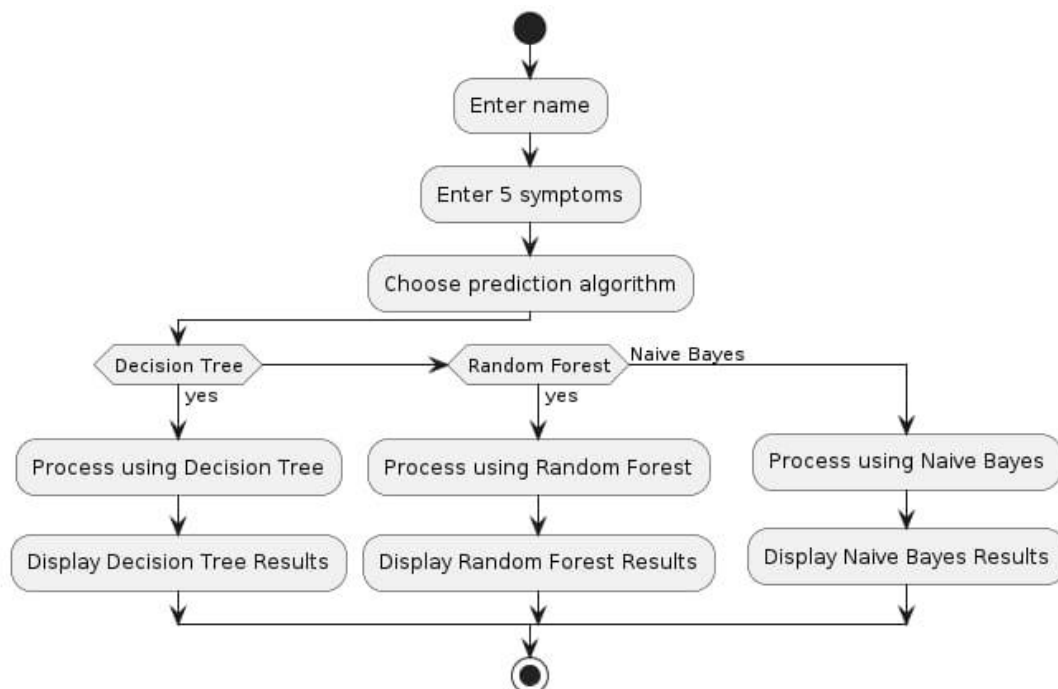 Enter name
Enter 5 symptoms
Choose prediction algorithm
Decision Tree
Random Forest
Naive Bayes
yes
yes
Process using Decision Tree
Process using Random Forest
Process using Naive Bayes
Display Decision Tree Results
Display Random Forest Results
Display Naive Bayes Results